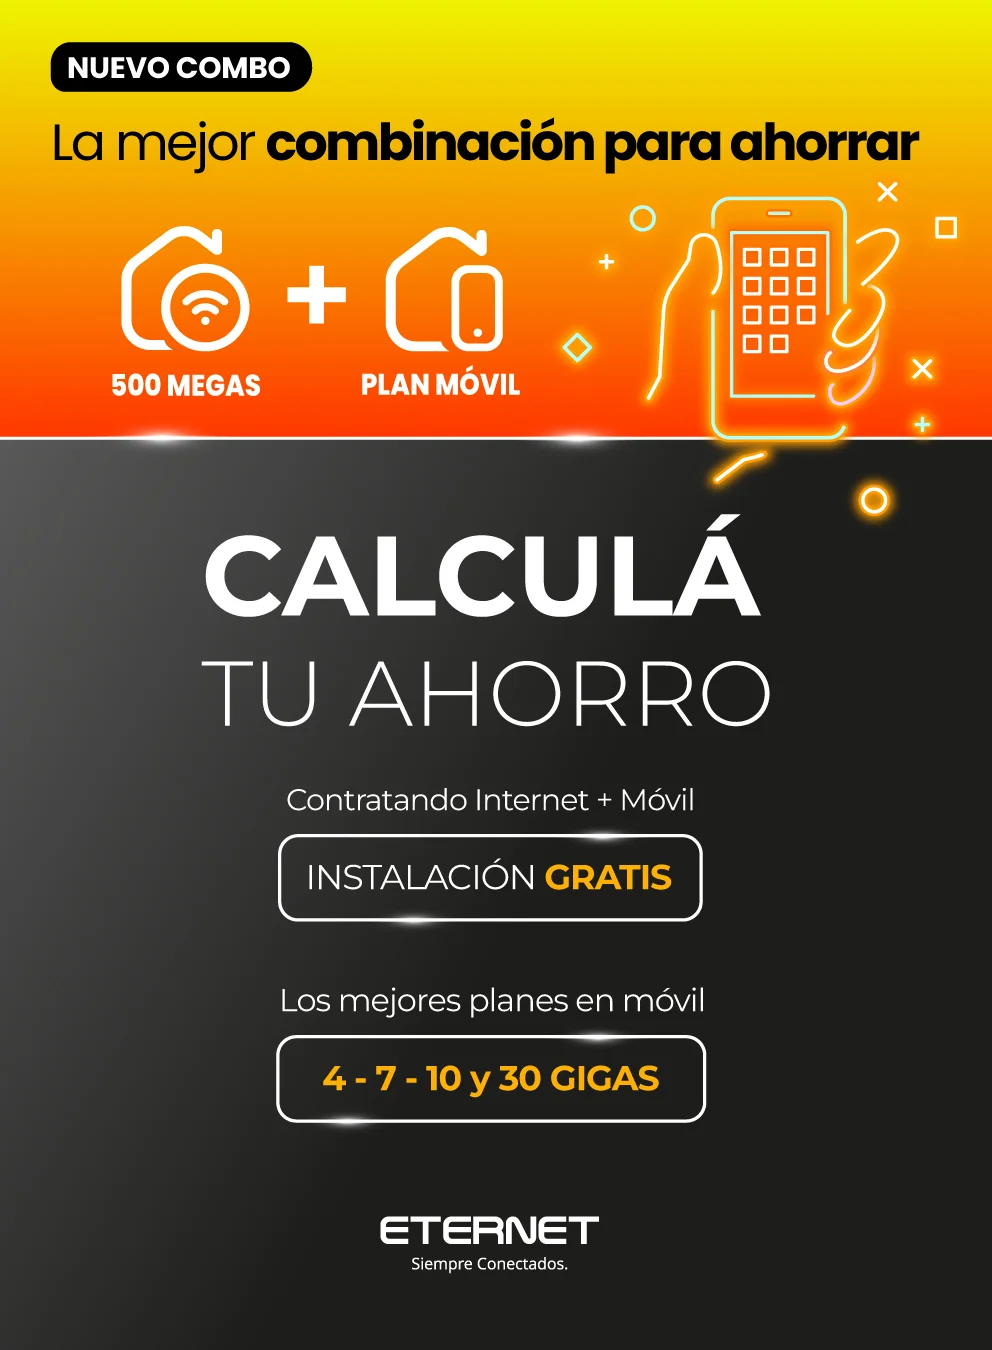 NUEVO COMBO
La mejor combinación para ahorrar
500 MEGAS
+
PLAN MÓVIL
CALCULÁ
TU AHORRO
Contratando Internet + Móvil
INSTALACIÓN GRATIS
Los mejores planes en móvil
4 - 7 - 10 y 30 GIGAS
ETERNET
Siempre Conectados.